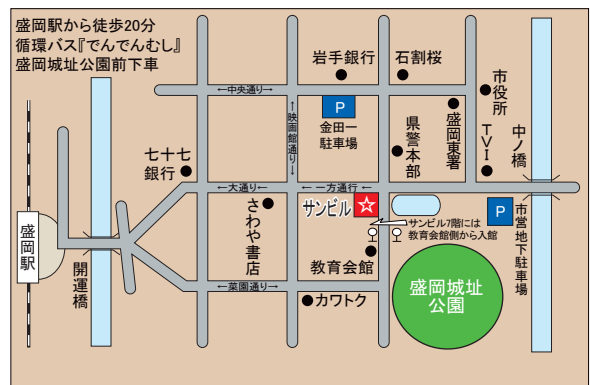 盛岡駅から徒歩20分
循環バス『でんでんむし』
盛岡城址公園前下車
岩手銀行
石割桜
市役所
←中央通り→
P
金田一
駐車場
←映画館通り→
県警本部
盛岡東署
TVI
中ノ橋
七十七
銀行
←大通り→
←一方通行→
さわや書店
サンビル
サンビル7階には
教育会館側から入館
P
市営地下駐車場
盛岡駅
開運橋
教育会館
←菜園通り→
カワトク
盛岡城址
公園